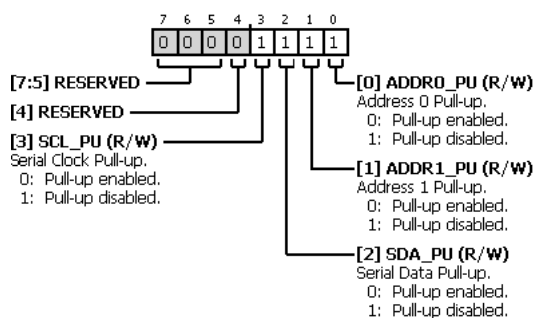 7 6 5 4 3 2 1 0
0 0 0 0 1 1 1 1
[7:5] RESERVED
[4] RESERVED
[3] SCL_PU (R/W)
Serial Clock Pull-up.
0: Pull-up enabled.
1: Pull-up disabled.
[0] ADDR0_PU (R/W)
Address 0 Pull-up.
0: Pull-up enabled.
1: Pull-up disabled.
[1] ADDR1_PU (R/W)
Address 1 Pull-up.
0: Pull-up enabled.
1: Pull-up disabled.
[2] SDA_PU (R/W)
Serial Data Pull-up.
0: Pull-up enabled.
1: Pull-up disabled.